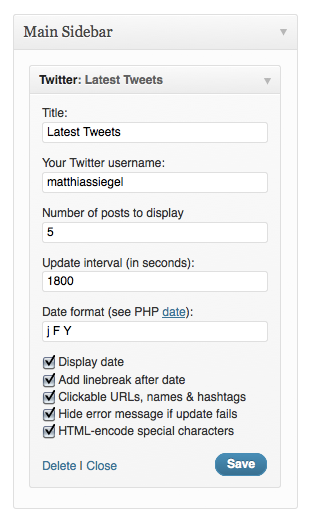 Main Sidebar
Twitter: Latest Tweets
Title:
Latest Tweets
Your Twitter username:
matthiassiegel
Number of posts to display
5
Update interval (in seconds):
1800
Date format (see PHP date):
j F Y
Display date
Add linebreak after date
Clickable URLs, names & hashtags
Hide error message if update fails
HTML-encode special characters
Delete | Close
Save